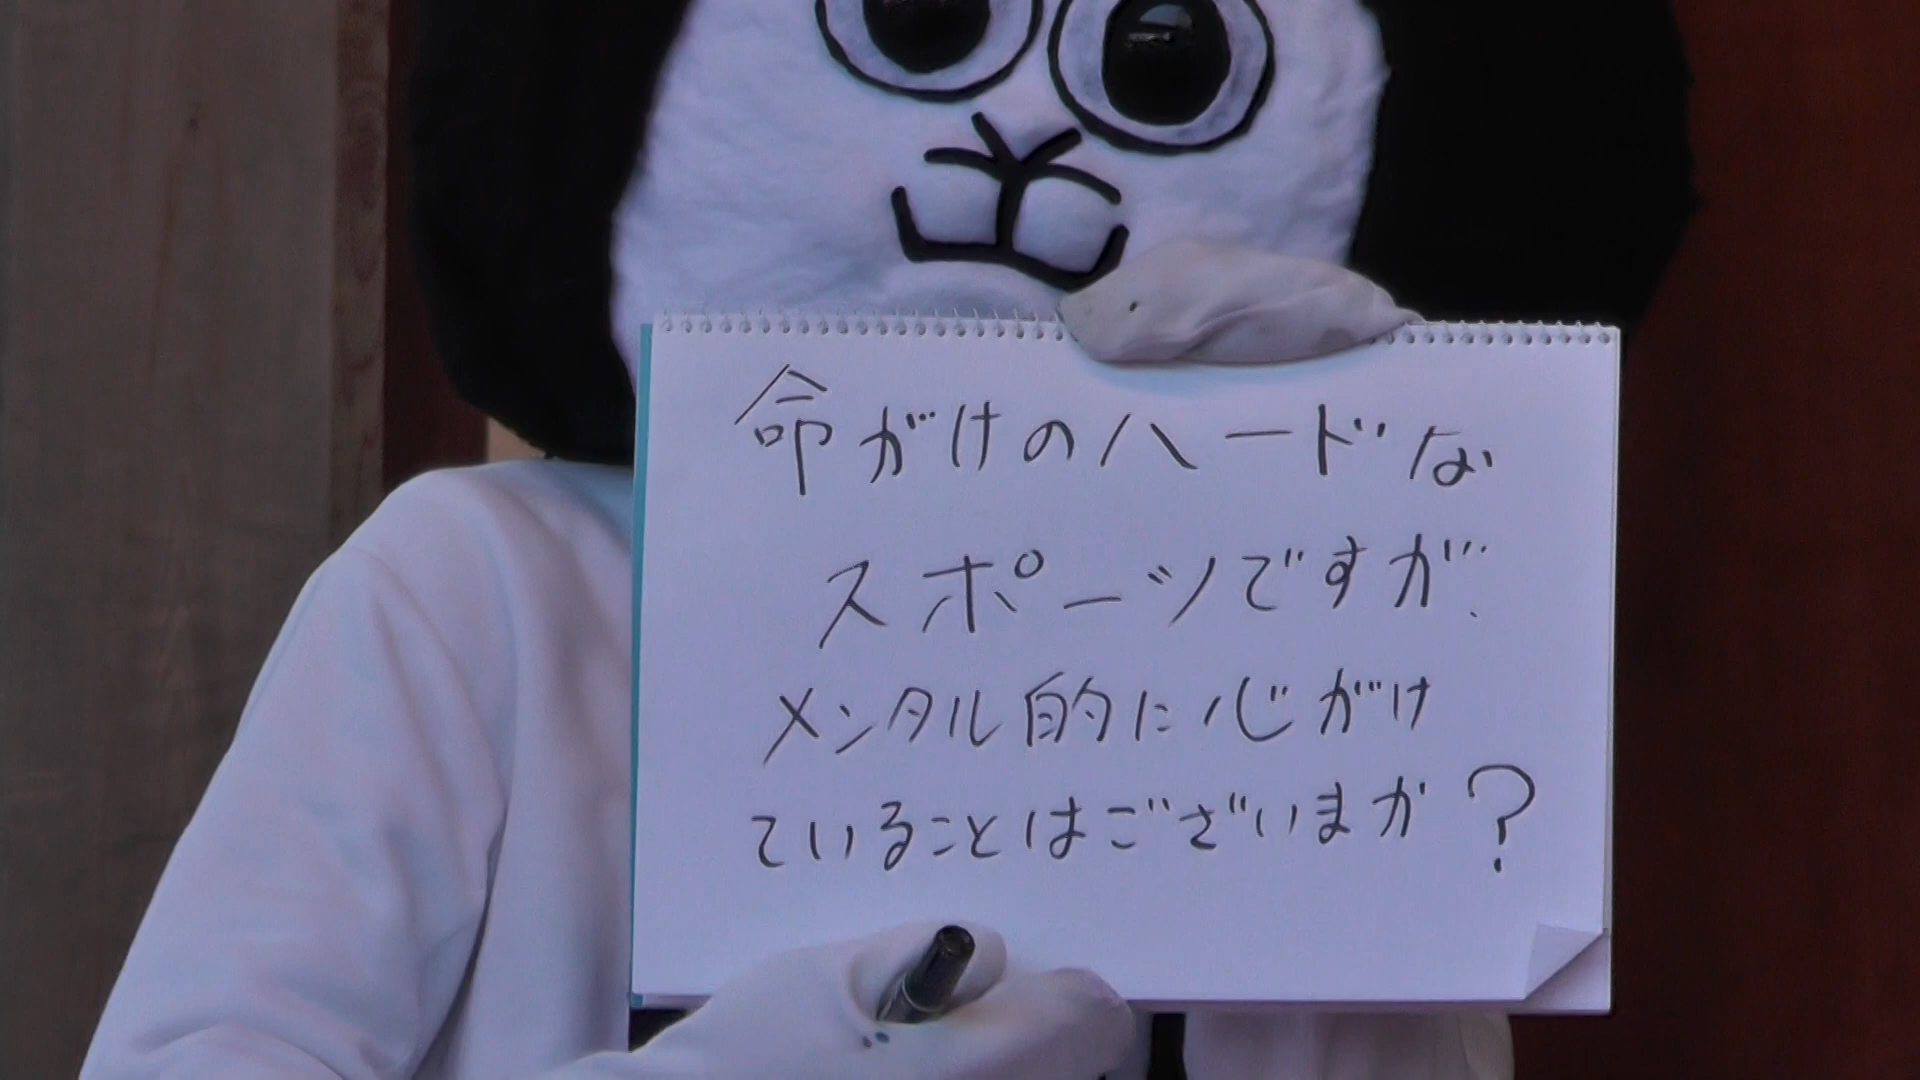 命がけのハードな
スポーツですが、
メンタル的に心がけ
ていることはございまか?